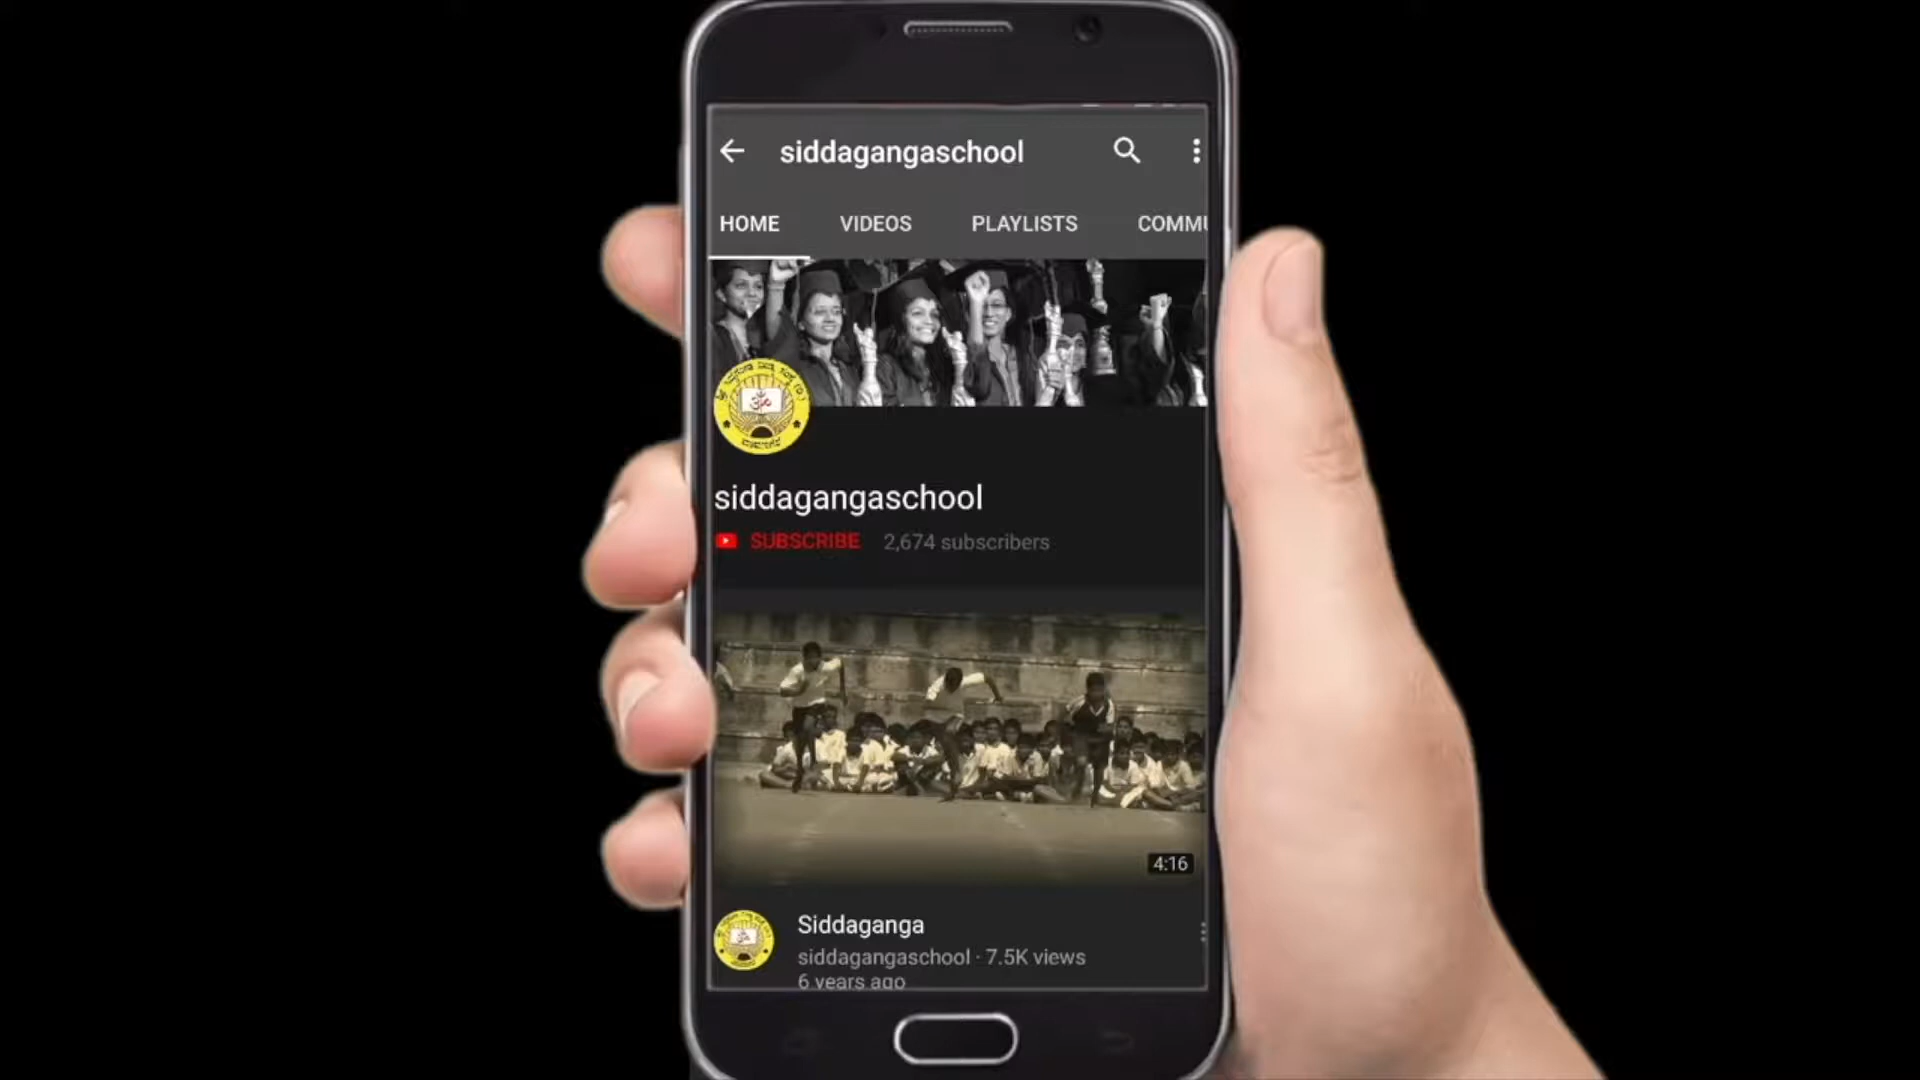 siddagangaschool
HOME VIDEOS PLAYLISTS COMMU
siddagangaschool
SUBSCRIBE 2,674 subscribers
4:16
Siddaganga
siddagangaschool · 7.5K views
6 years ago